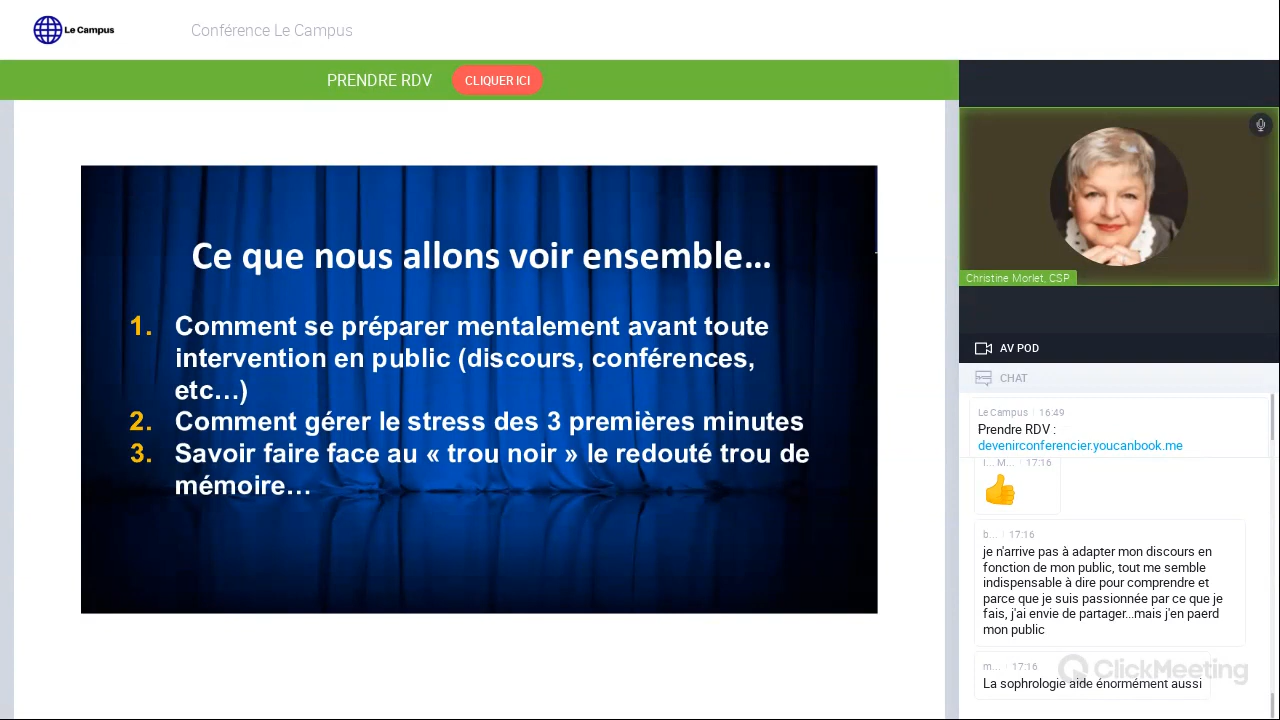 Le Campus
Conférence Le Campus
PRENDRE RDV
CLIQUER ICI
Ce que nous allons voir ensemble...
1. Comment se préparer mentalement avant toute
intervention en public (discours, conférences,
etc…)
2. Comment gérer le stress des 3 premières minutes
3. Savoir faire face au « trou noir » le redouté trou de
mémoire…
Christine Morlet, CSP
AV POD
CHAT
Le Campus 16:49
Prendre RDV :
devenirconferencier.youcanbook.me
I... M... 17:16
b... 17:16
je n'arrive pas à adapter mon discours en
fonction de mon public, tout me semble
indispensable à dire pour comprendre et
parce que je suis passionnée par ce que je
fais, j'ai envie de partager...mais j'en paerd
mon public
m... 17:16
La sophrologie aide énormément aussi
ClickMeeting